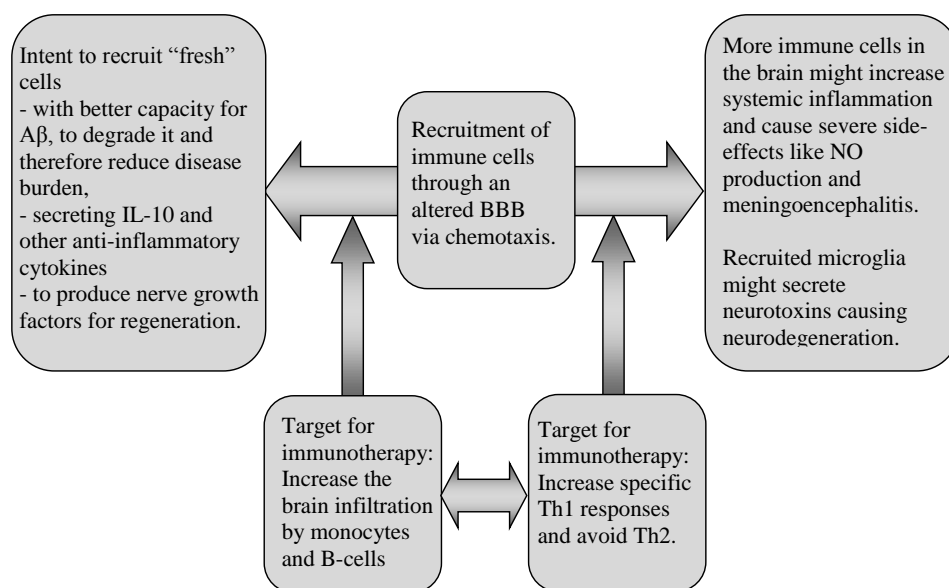 Intent to recruit “fresh”
cells
- with better capacity for
Aβ, to degrade it and
therefore reduce disease
burden,
- secreting IL-10 and
other anti-inflammatory
cytokines
- to produce nerve growth
factors for regeneration.
Recruitment of
immune cells
through an
altered BBB
via chemotaxis.
More immune cells in
the brain might increase
systemic inflammation
and cause severe side-
effects like NO
production and
meningoencephalitis.
Recruited microglia
might secrete
neurotoxins causing
neurodegeneration.
Target for
immunotherapy:
Increase the
brain infiltration
by monocytes
and B-cells
Target for
immunotherapy:
Increase specific
Th1 responses
and avoid Th2.